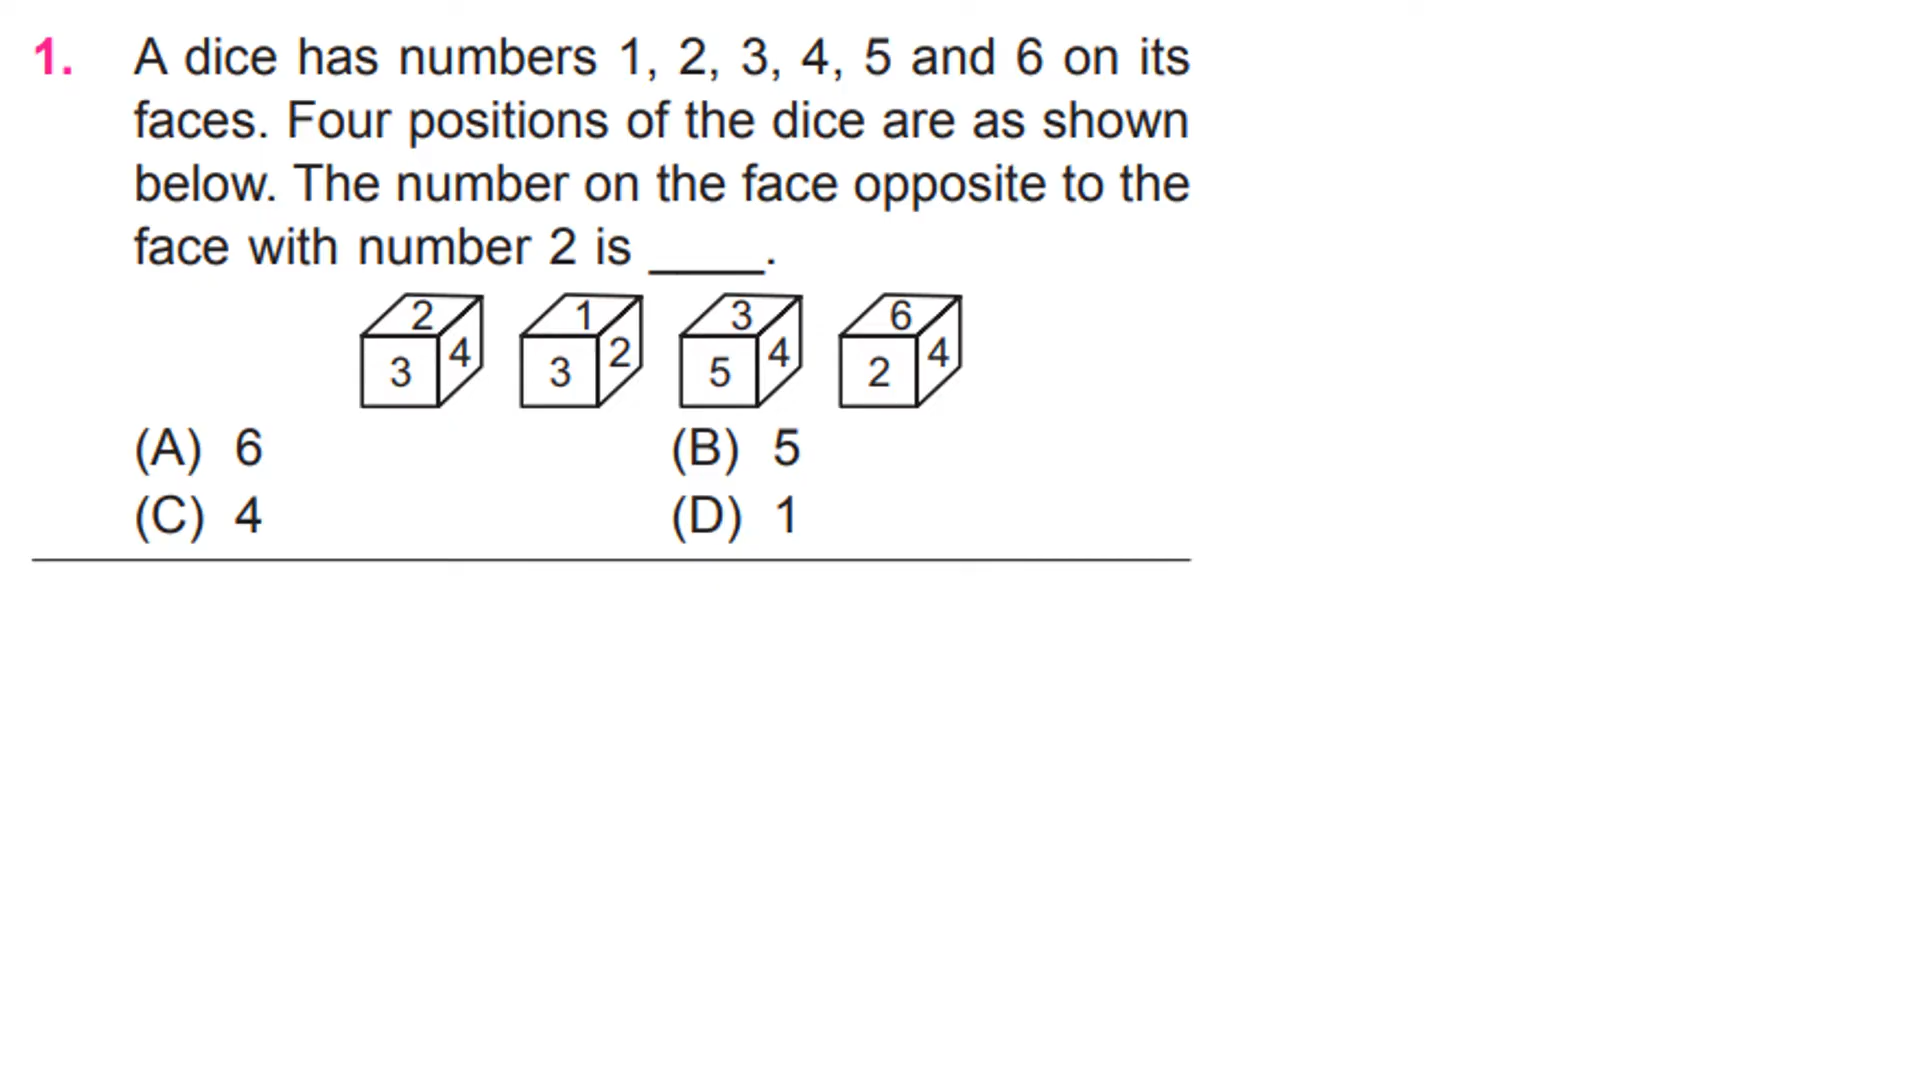 1. A dice has numbers 1, 2, 3, 4, 5 and 6 on its
faces. Four positions of the dice are as shown
below. The number on the face opposite to the
face with number 2 is ____.
2 1 3 6
3 4 3 2 5 4 2 4
(A) 6 (B) 5
(C) 4 (D) 1